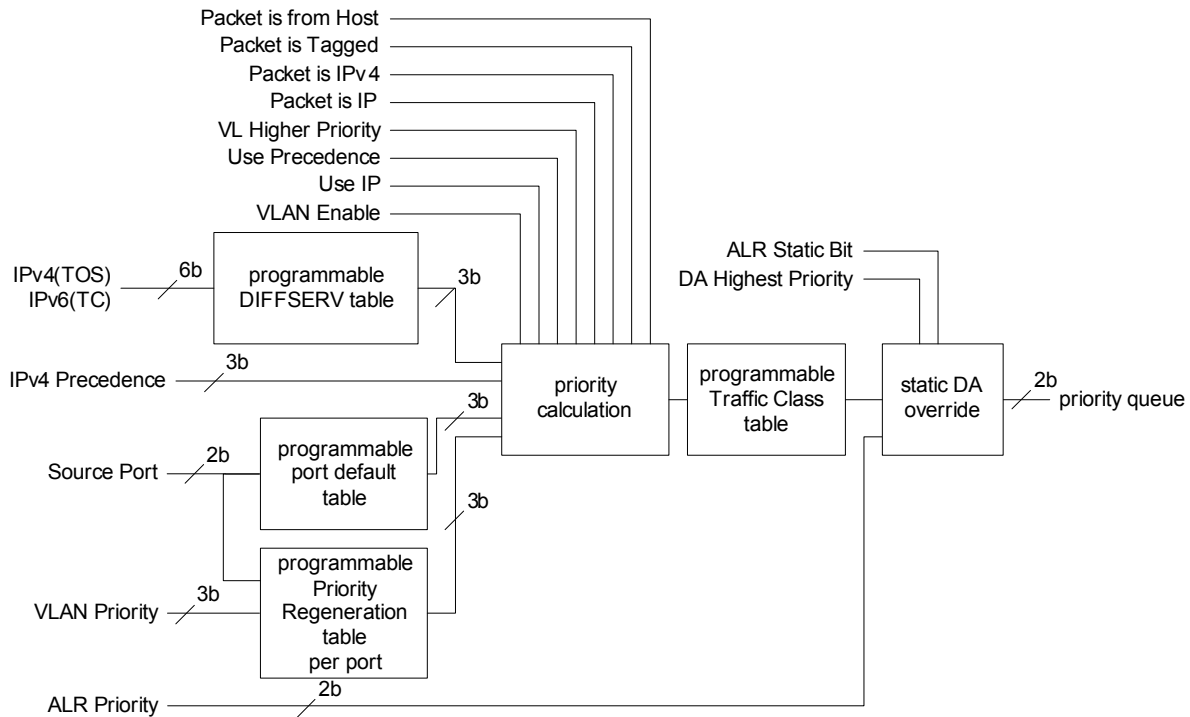 Packet is from Host
Packet is Tagged
Packet is IPv4
Packet is IP
VL Higher Priority
Use Precedence
Use IP
VLAN Enable
ALR Static Bit
DA Highest Priority
IPv4(TOS)
IPv6(TC)
6b
programmable
DIFFSERV table
3b
IPv4 Precedence
3b
priority
calculation
programmable
Traffic Class
table
static DA
override
2b
priority queue
Source Port
2b
programmable
port default
table
3b
VLAN Priority
3b
programmable
Priority
Regeneration
table
per port
3b
ALR Priority
2b